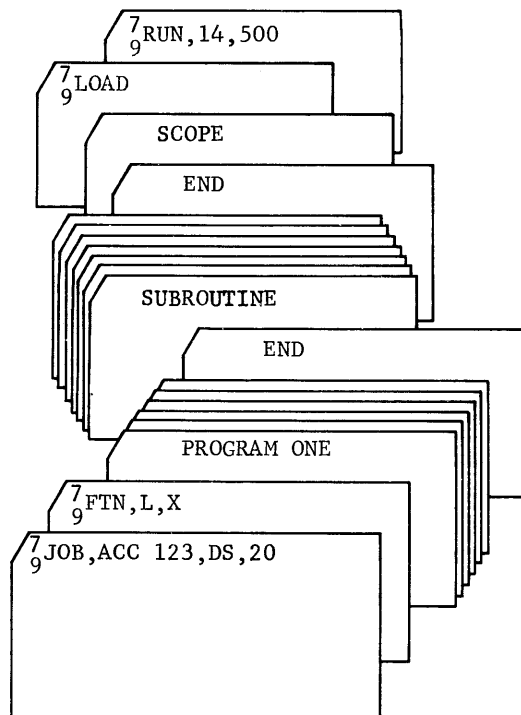 7
9RUN,14,500
7
9LOAD
SCOPE
END
SUBROUTINE
END
PROGRAM ONE
7
9FTN,L,X
7
9JOB,ACC 123,DS,20